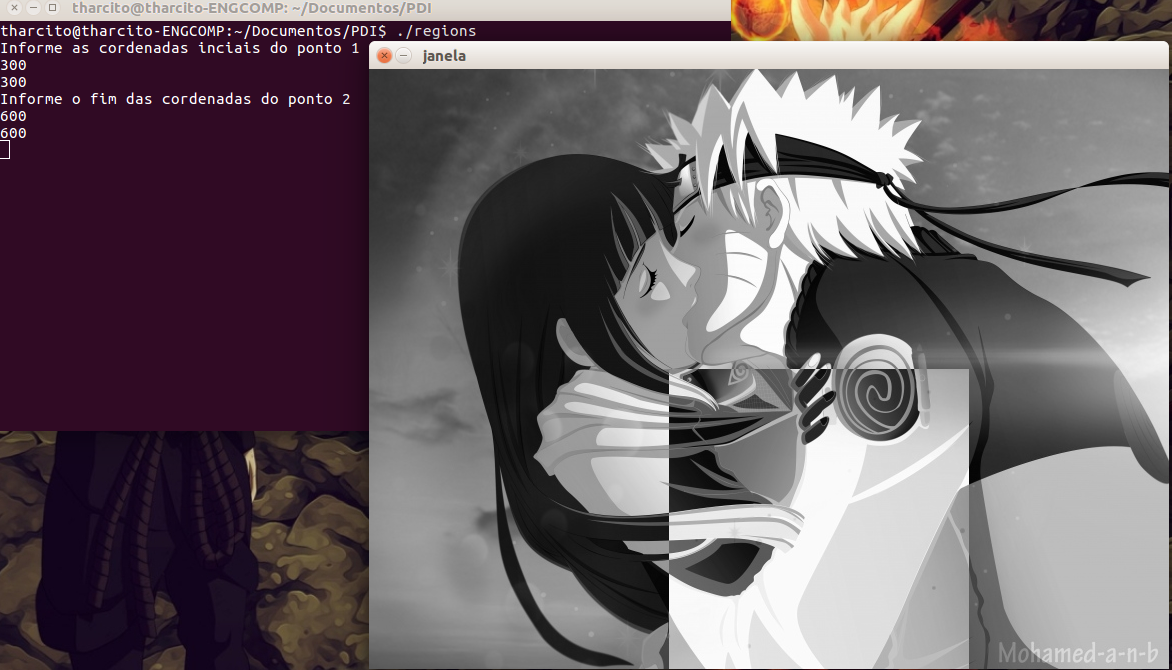 tharcito@tharcito-ENGCOMP: ~/Documentos/PDI
tharcito@tharcito-ENGCOMP:~/Documentos/PDI$ ./regions
Informe as cordenadas inciais do ponto 1
300
300
Informe o fim das cordenadas do ponto 2
600
600
janela
Mohamed-a-n-b